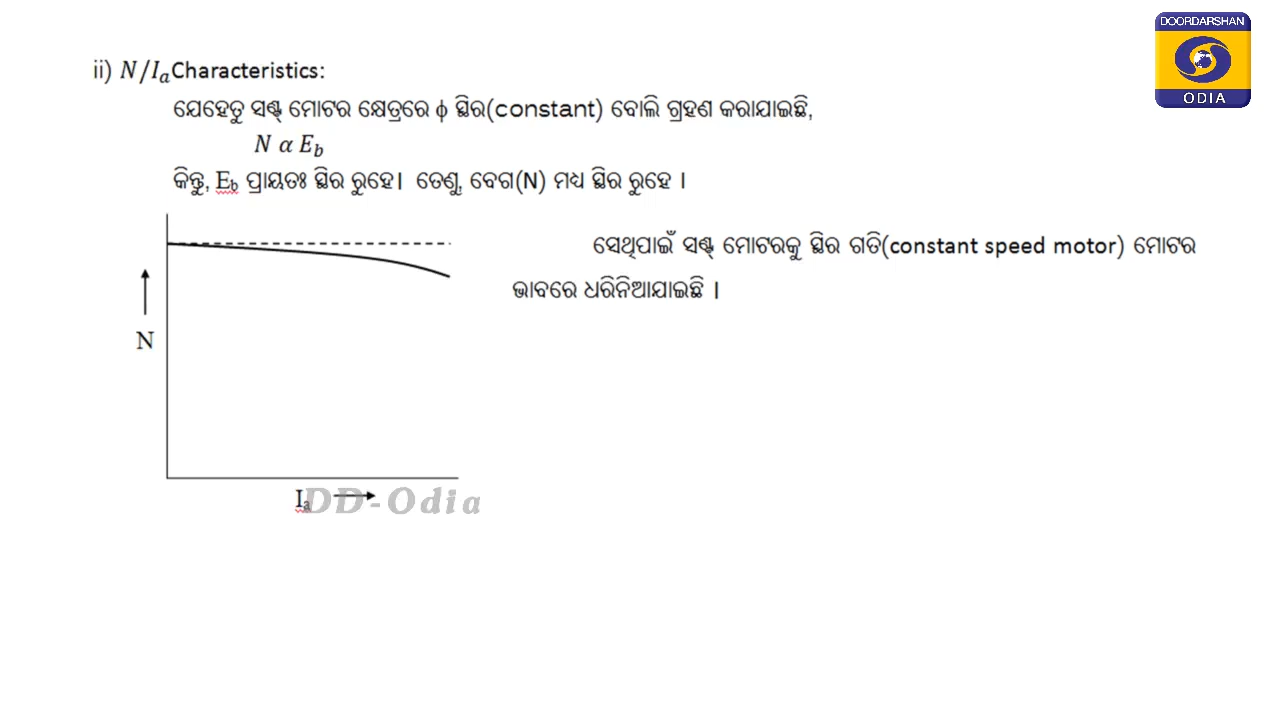 DOORDARSHAN
ODIA
ii) N/Iₐ Characteristics:
ଯେହେତୁ ସଣ୍ଟ୍ ମୋଟର କ୍ଷେତ୍ରରେ ϕ ସ୍ଥିର(constant) ବୋଲି ଗ୍ରହଣ କରାଯାଇଛି,
N α E_b
କିନ୍ତୁ, E_b ପ୍ରାୟତଃ ସ୍ଥିର ରୁହେ। ତେଣୁ, ବେଗ(N) ମଧ୍ୟ ସ୍ଥିର ରୁହେ ।
ସେଥିପାଇଁ ସଣ୍ଟ୍ ମୋଟରକୁ ସ୍ଥିର ଗତି(constant speed motor) ମୋଟର
ଭାବରେ ଧରିନିଆଯାଇଛି ।
N
Iₐ
DD-Odia